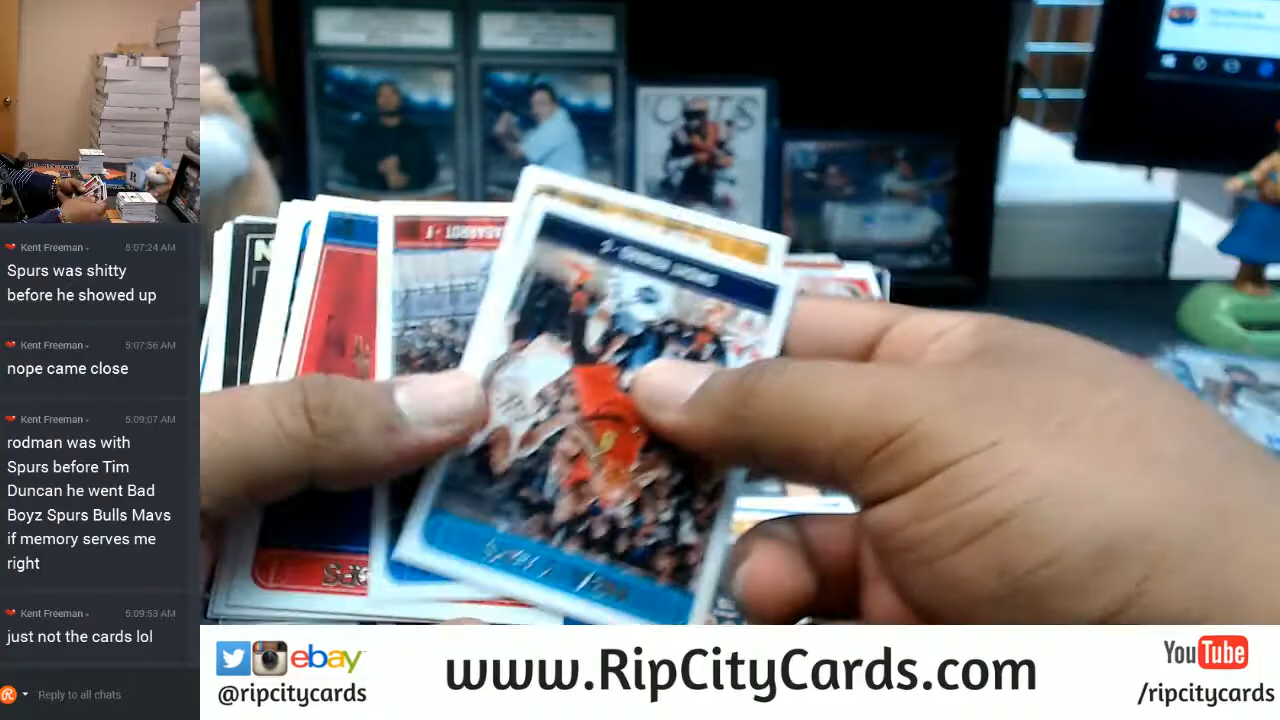 Kent Freeman
5:07:24 AM
Spurs was shitty
before he showed up
Kent Freeman
5:07:56 AM
nope came close
Kent Freeman
5:09:07 AM
rodman was with
Spurs before Tim
Duncan he went Bad
Boyz Spurs Bulls Mavs
if memory serves me
right
Kent Freeman
5:09:53 AM
just not the cards lol
Reply to all chats
ebay
@ripcitycards
www.RipCityCards.com
YouTube
/ripcitycards